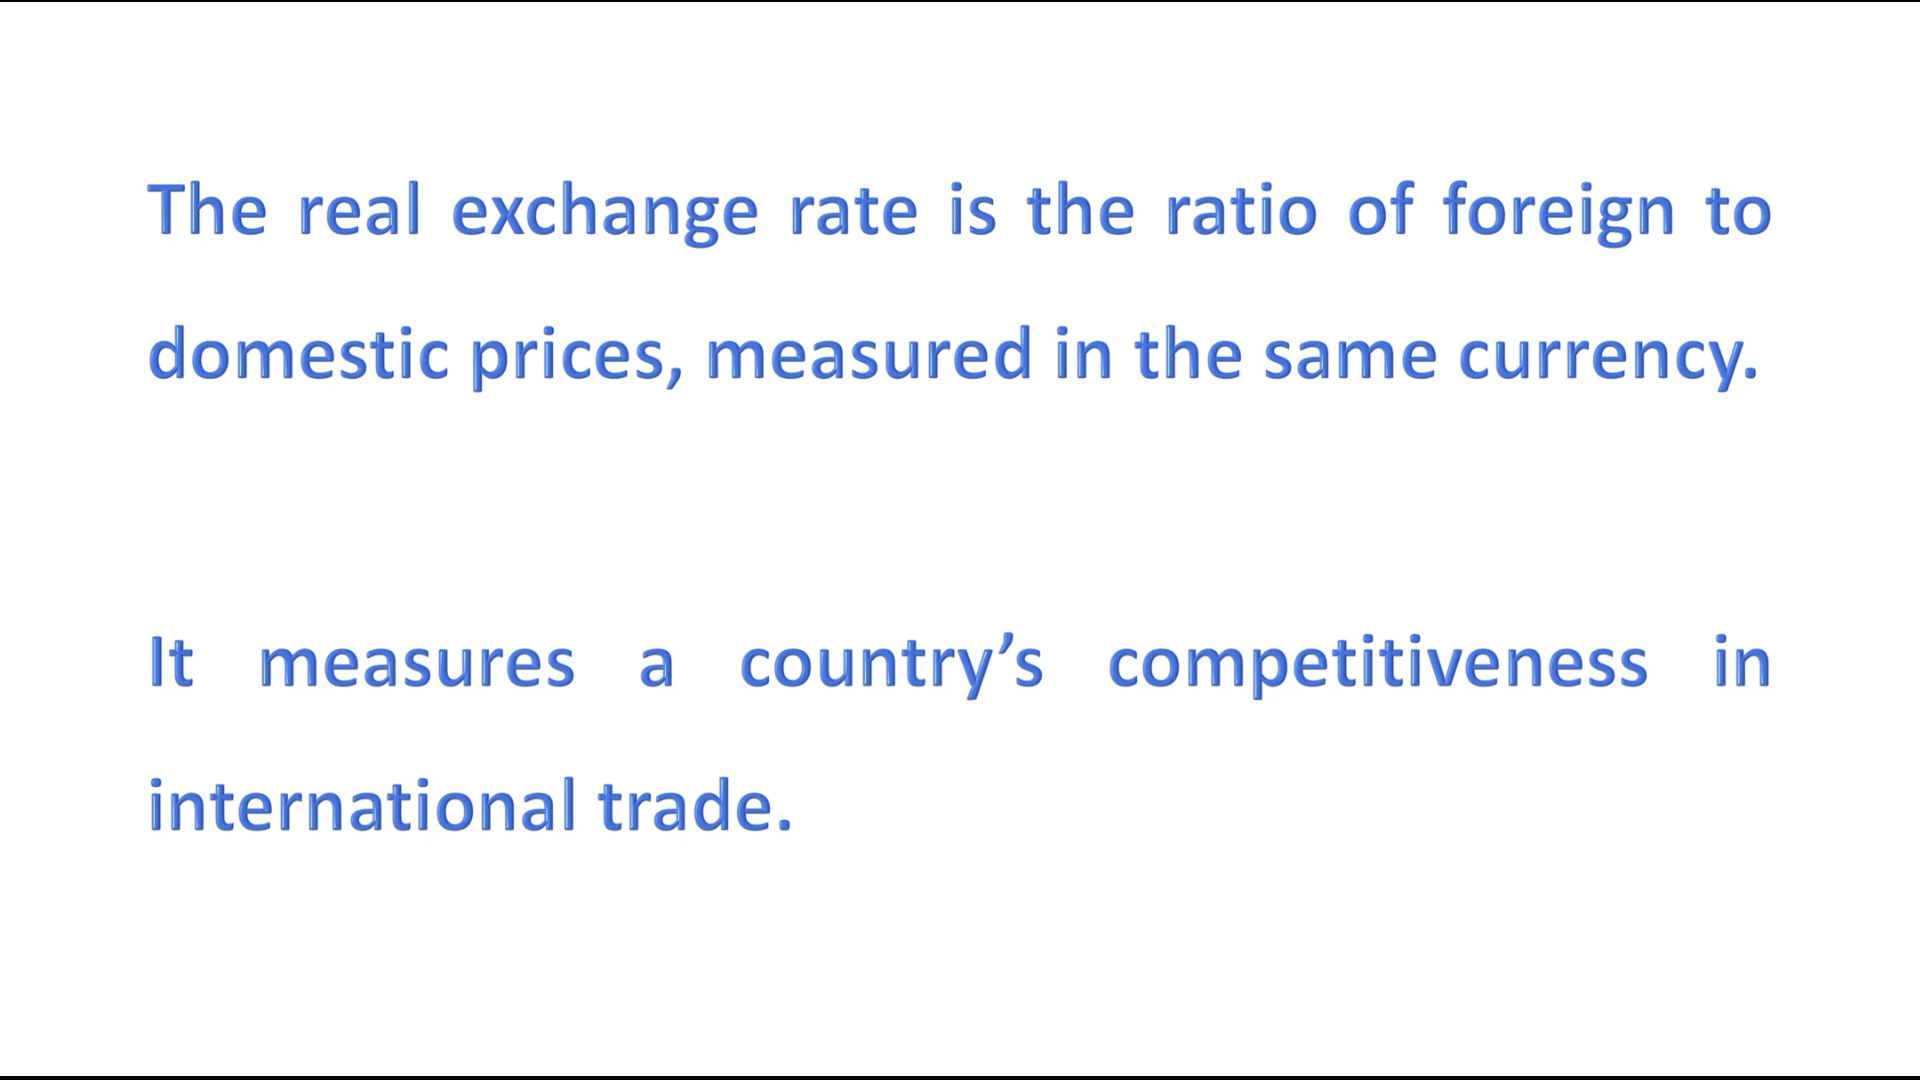 The real exchange rate is the ratio of foreign to
domestic prices, measured in the same currency.
It measures a country’s competitiveness in
international trade.